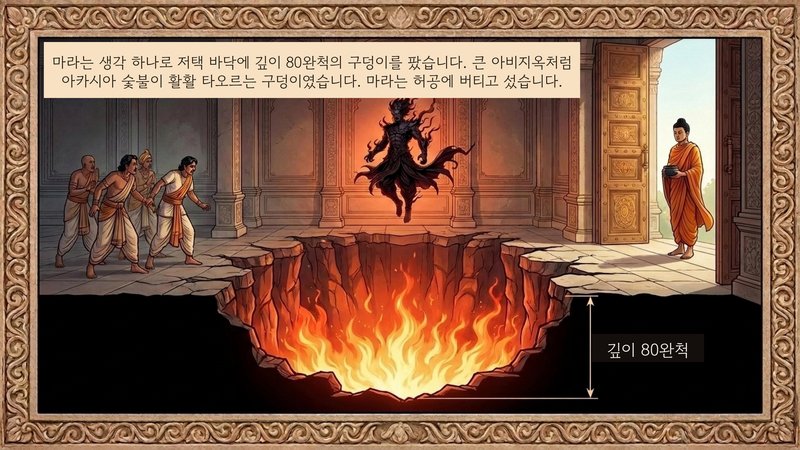 마라는 생각 하나로 저택 바닥에 깊이 80완척의 구덩이를 팠습니다. 큰 아비지옥처럼
아카시아 숯불이 활활 타오르는 구덩이였습니다. 마라는 허공에 버티고 섰습니다.
깊이 80완척